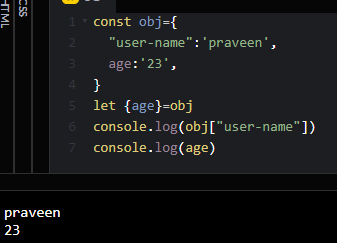 HTML
CSS
1 const obj={
2 "user-name":'praveen',
3 age:'23',
4 }
5 let {age}=obj
6 console.log(obj["user-name"])
7 console.log(age)
praveen
23